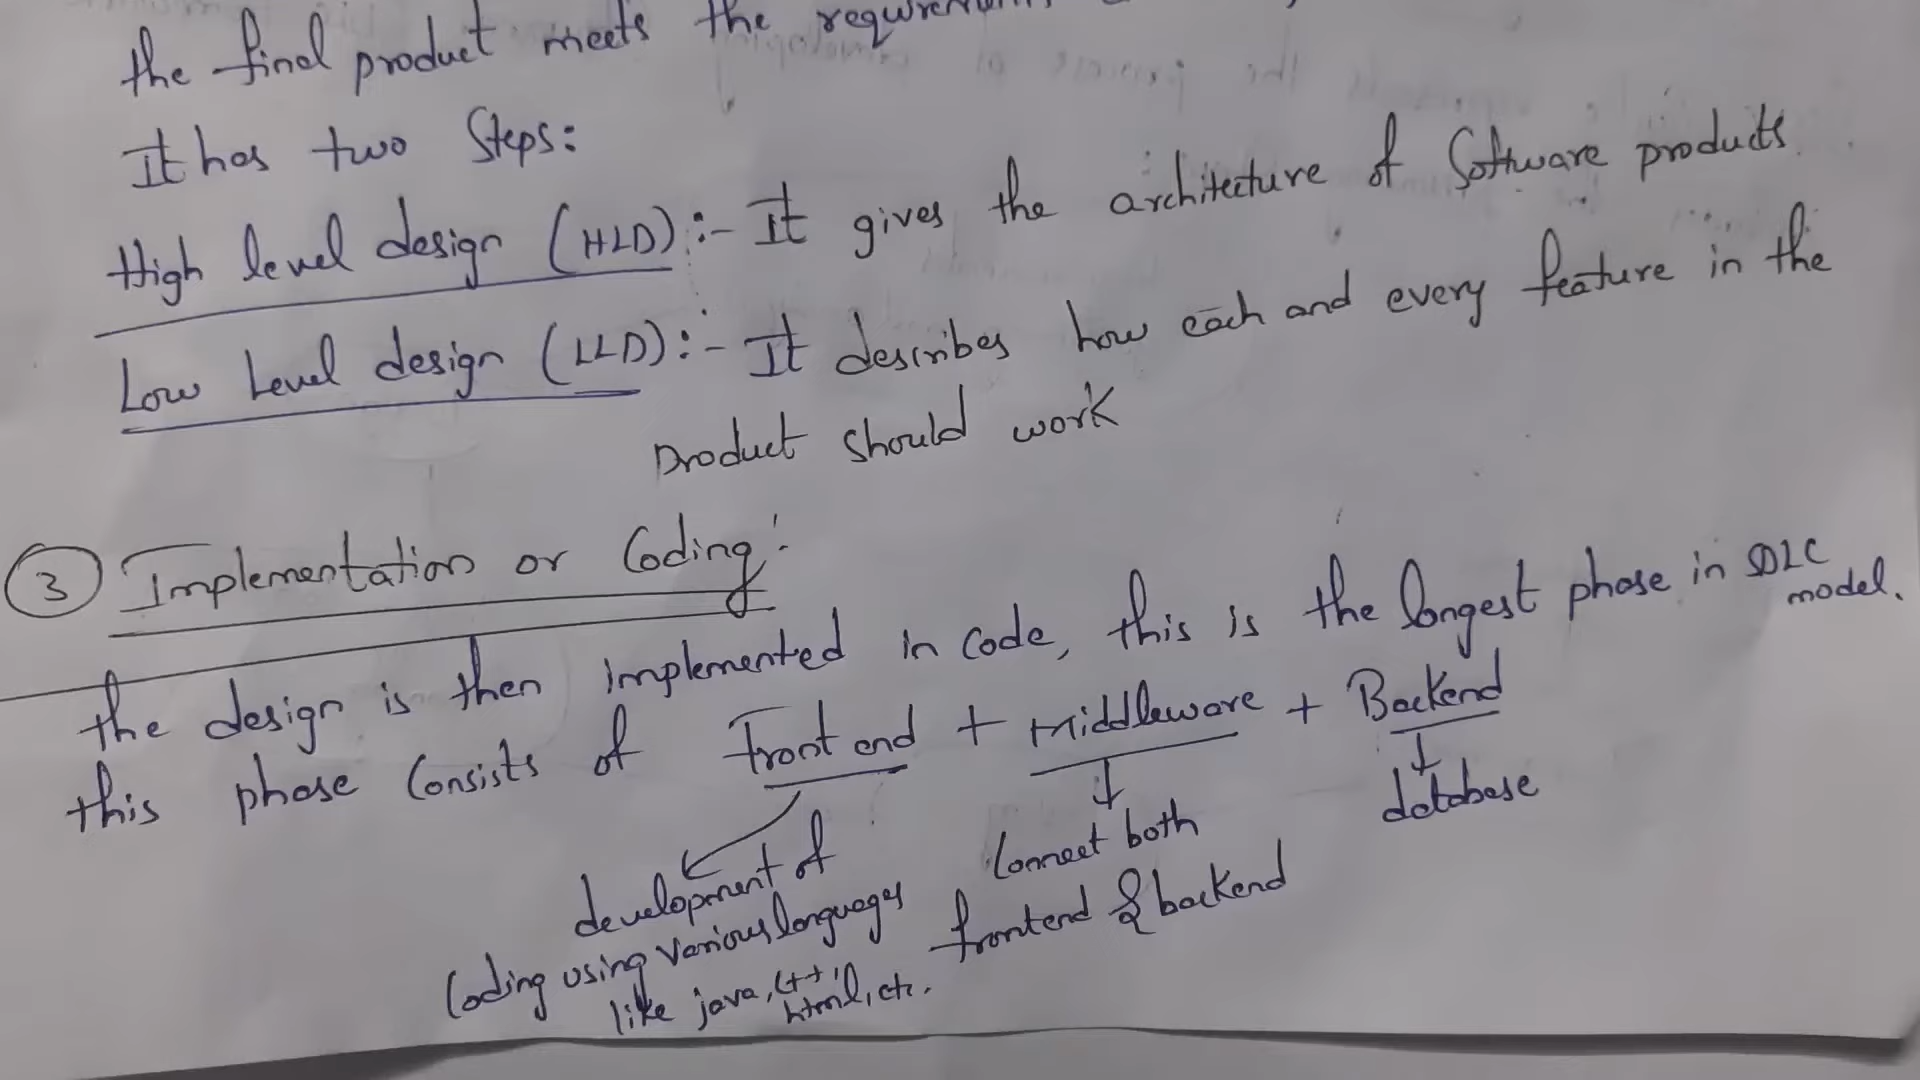 the final product meets the
It has two Steps:
High level design (HLD):- It gives the architecture of Software products
Low Level design (LLD):- It describes how each and every feature in the
Product should work
3 Implementation or Coding:
the design is then implemented in code, this is the longest phase in SDLC
model.
this phase Consists of Front end + Middleware + Backend
development of
Coding using various languages
like java, C++,
html, etc.
Connect both
frontend & backend
database